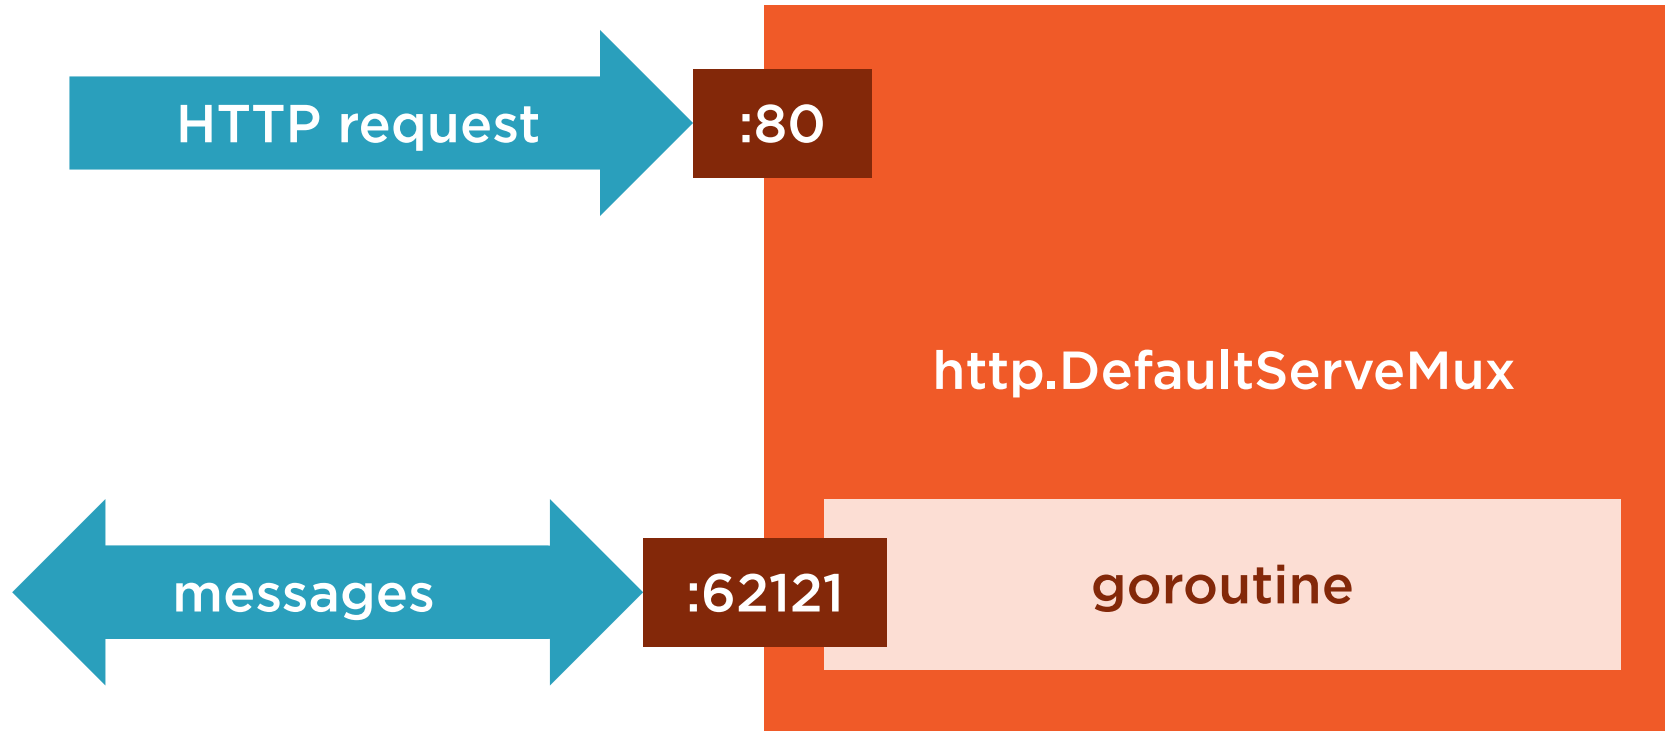 HTTP request
:80
http.DefaultServeMux
messages
:62121
goroutine